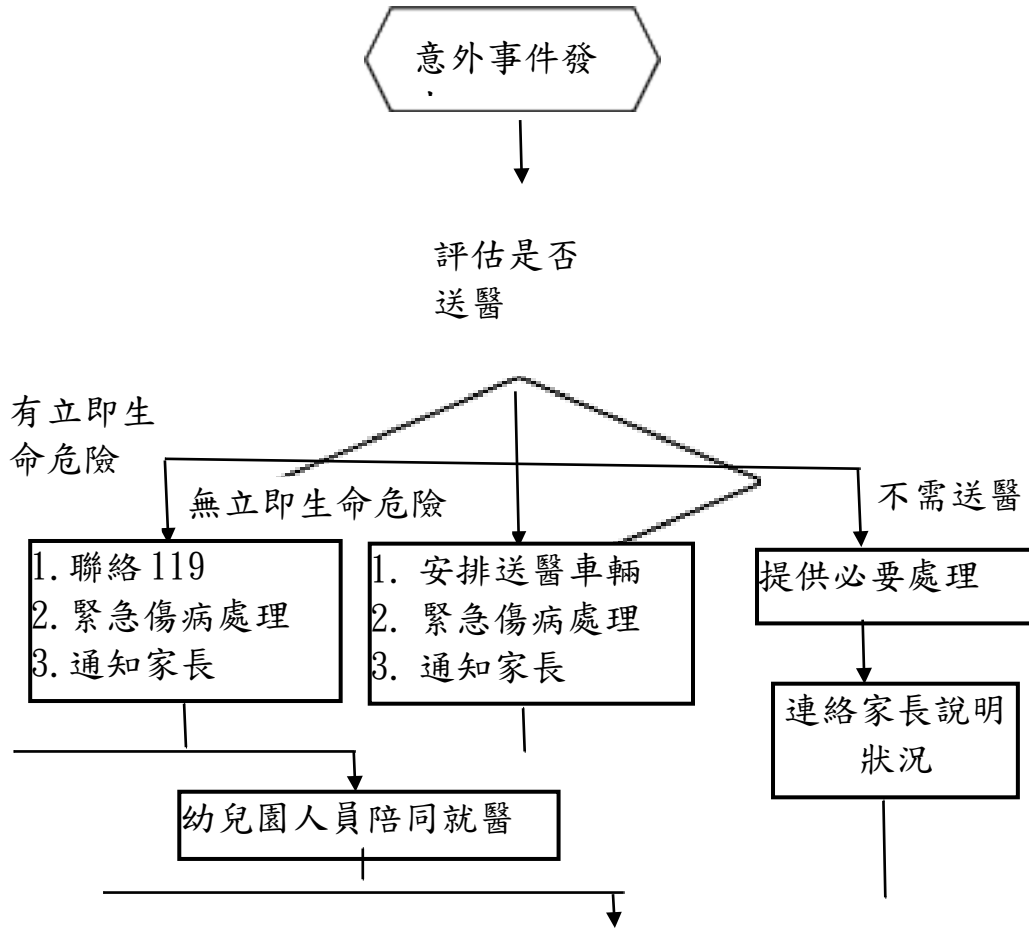 意外事件發
評估是否
送醫
有立即生
命危險
無立即生命危險
不需送醫
1.聯絡119
2.緊急傷病處理
3.通知家長
1. 安排送醫車輛
2. 緊急傷病處理
3. 通知家長
提供必要處理
連絡家長說明
狀況
幼兒園人員陪同就醫